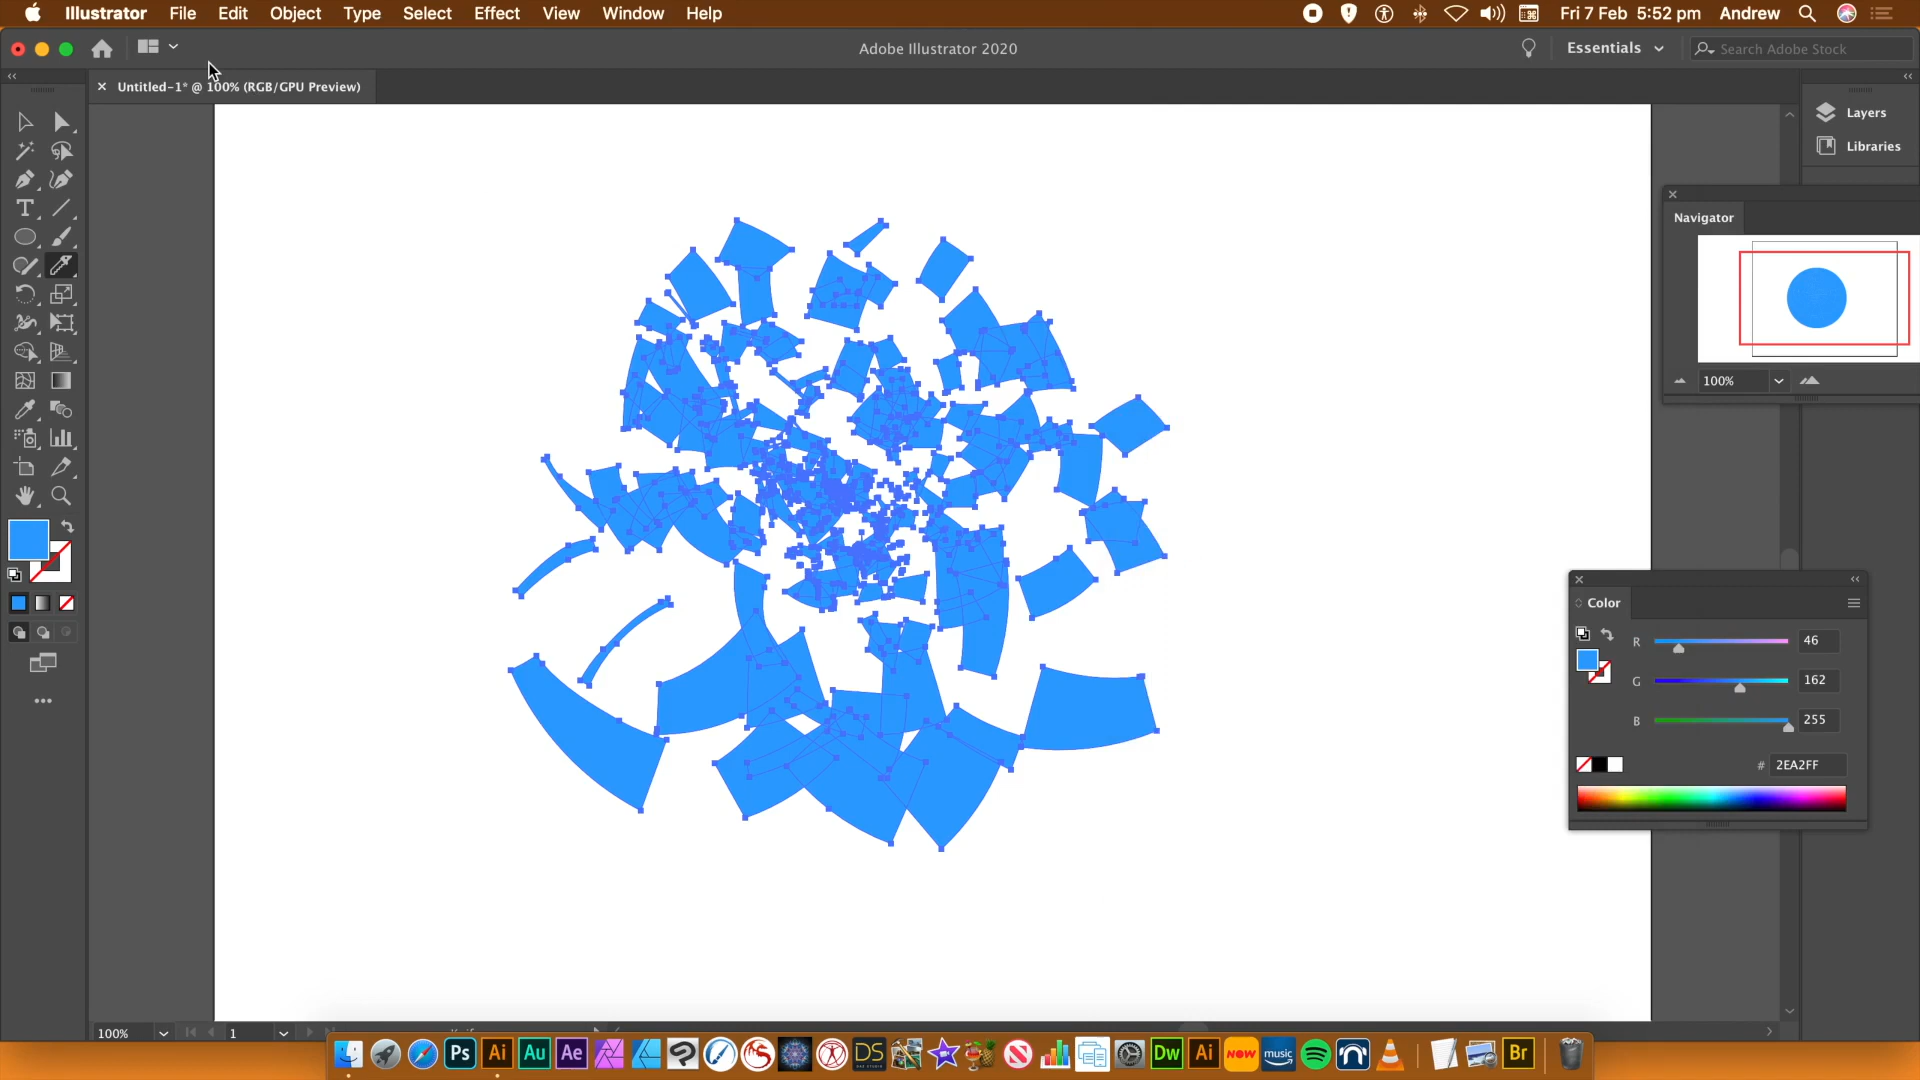 Illustrator File Edit Object Type Select Effect View Window Help
Fri 7 Feb 5:52 pm Andrew
Adobe Illustrator 2020
Essentials
Search Adobe Stock
Untitled-1* @ 100% (RGB/GPU Preview)
Layers
Libraries
Navigator
100%
Color
R 46
G 162
B 255
# 2EA2FF
100%
1
Ps Ai Au Ae DS Dw Ai NOW music Br